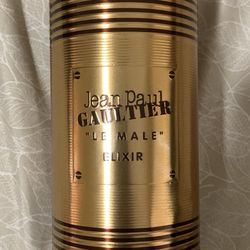 Jean Paul
GAULTIER
"LE MALE"
ELIXIR